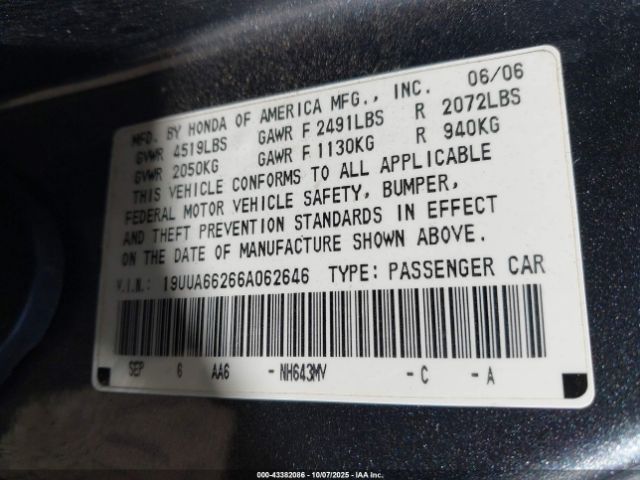 MFD. BY HONDA OF AMERICA MFG., INC. 06/06
GVWR 4519LBS GAWR F 2491LBS R 2072LBS
GVWR 2050KG GAWR F 1130KG R 940KG
THIS VEHICLE CONFORMS TO ALL APPLICABLE
FEDERAL MOTOR VEHICLE SAFETY, BUMPER,
AND THEFT PREVENTION STANDARDS IN EFFECT
ON THE DATE OF MANUFACTURE SHOWN ABOVE.
V.I.N.: 19UUA66266A062646 TYPE: PASSENGER CAR
SEP 6 AA6 -NH643MV -C -A
000-43382086 - 10/07/2025 - IAAI.CA